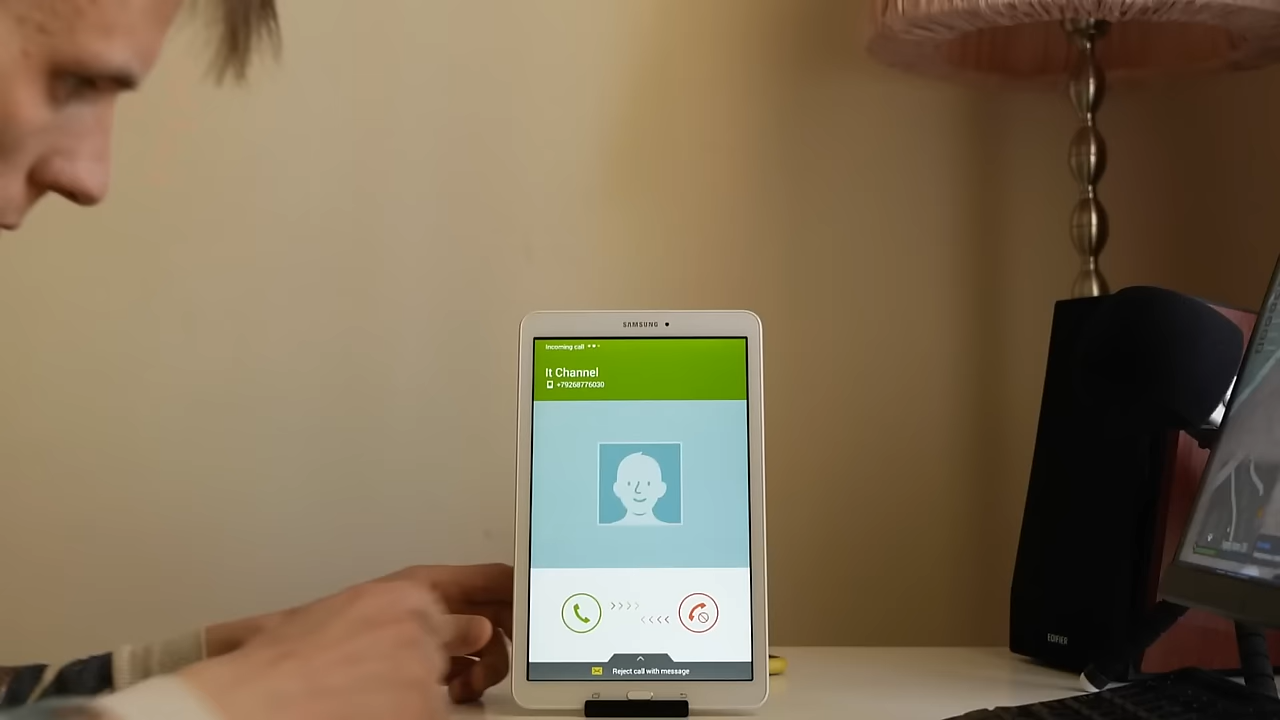 SAMSUNG
Incoming call
It Channel
+79268776030
Reject call with message
EDIFIER